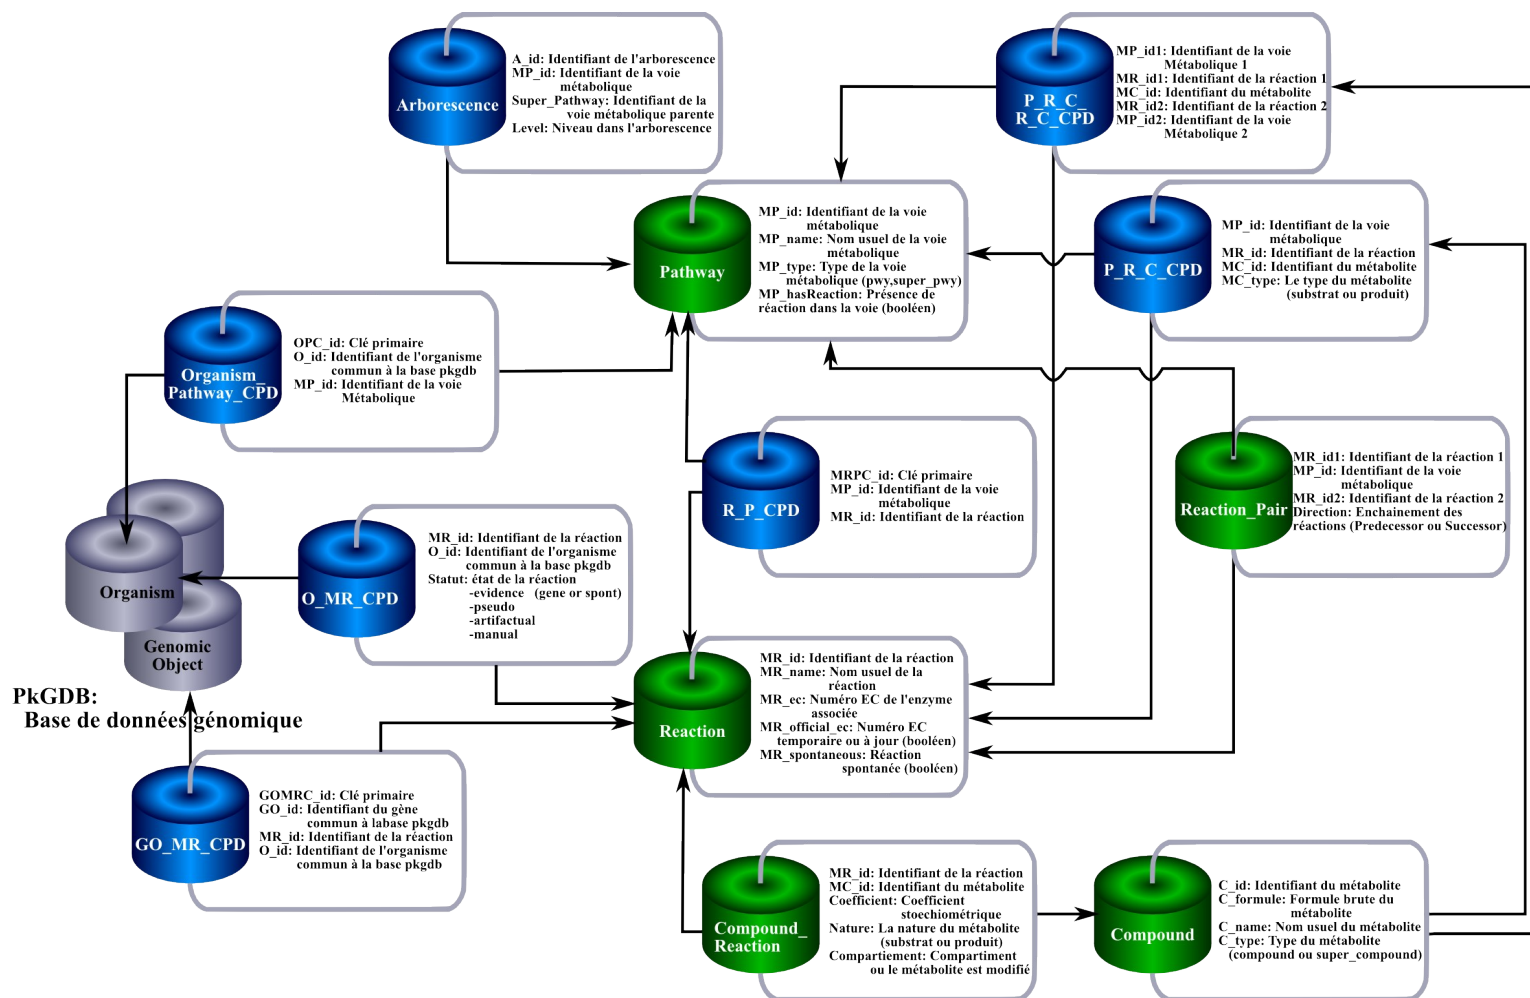 Arborescence
A_id: Identifiant de l'arborescence
MP_id: Identifiant de la voie
métabolique
Super_Pathway: Identifiant de la
voie métabolique parente
Level: Niveau dans l'arborescence
P_R_C_
R_C_CPD
MP_id1: Identifiant de la voie
Métabolique 1
MR_id1: Identifiant de la réaction 1
MC_id: Identifiant du métabolite
MR_id2: Identifiant de la réaction 2
MP_id2: Identifiant de la voie
Métabolique 2
Pathway
MP_id: Identifiant de la voie
métabolique
MP_name: Nom usuel de la voie
métabolique
MP_type: Type de la voie
métabolique (pwy,super_pwy)
MP_hasReaction: Présence de
réaction dans la voie (booléen)
P_R_C_CPD
MP_id: Identifiant de la voie
métabolique
MR_id: Identifiant de la réaction
MC_id: Identifiant du métabolite
MC_type: Le type du métabolite
(substrat ou produit)
Organism_
Pathway_CPD
OPC_id: Clé primaire
O_id: Identifiant de l'organisme
commun à la base pkgdb
MP_id: Identifiant de la voie
Métabolique
R_P_CPD
MRPC_id: Clé primaire
MP_id: Identifiant de la voie
métabolique
MR_id: Identifiant de la réaction
Reaction_Pair
MR_id1: Identifiant de la réaction 1
MP_id: Identifiant de la voie
métabolique
MR_id2: Identifiant de la réaction 2
Direction: Enchainement des
réactions (Predecessor ou Successor)
Organism
Genomic
Object
PkGDB:
Base de données génomique
O_MR_CPD
MR_id: Identifiant de la réaction
O_id: Identifiant de l'organisme
commun à la base pkgdb
Statut: état de la réaction
-evidence (gene or spont)
-pseudo
-artifactual
-manual
Reaction
MR_id: Identifiant de la réaction
MR_name: Nom usuel de la
réaction
MR_ec: Numéro EC de l'enzyme
associée
MR_official_ec: Numéro EC
temporaire ou à jour (booléen)
MR_spontaneous: Réaction
spontanée (booléen)
GO_MR_CPD
GOMRC_id: Clé primaire
GO_id: Identifiant du gène
commun à labase pkgdb
MR_id: Identifiant de la réaction
O_id: Identifiant de l'organisme
commun à la base pkgdb
Compound_
Reaction
MR_id: Identifiant de la réaction
MC_id: Identifiant du métabolite
Coefficient: Coefficient
stoechiométrique
Nature: La nature du métabolite
(substrat ou produit)
Compartiement: Compartiment
ou le métabolite est modifié
Compound
C_id: Identifiant du métabolite
C_formule: Formule brute du
métabolite
C_name: Nom usuel du métabolite
C_type: Type du métabolite
(compound ou super_compound)